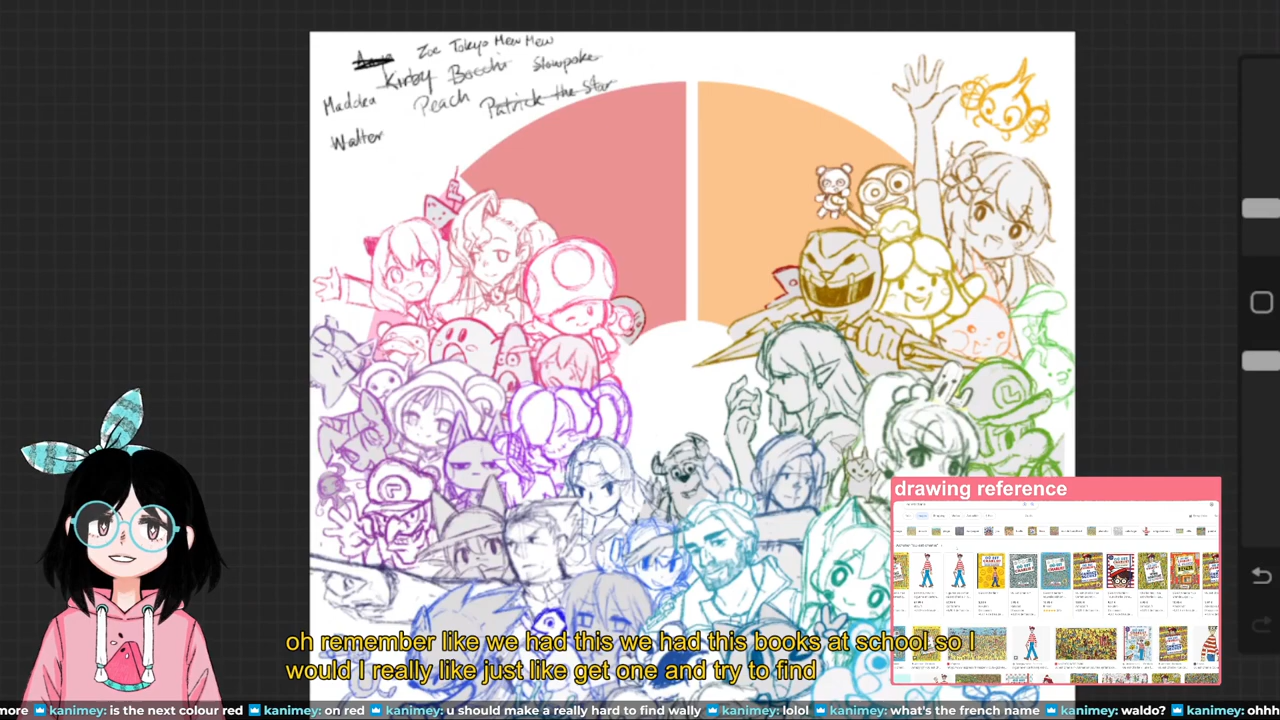 Zoe Tokyo Mew Mew
Kirby Bocchi Slowpoke
Maddea Peach Patrick the Star
Walter
drawing reference
oh remember like we had this we had this books at school so I
would I really like just like get one and try to find
more kanimey: is the next colour red kanimey: on red kanimey: u should make a really hard to find wally kanimey: lolol kanimey: what's the french name kanimey: waldo? kanimey: ohhh